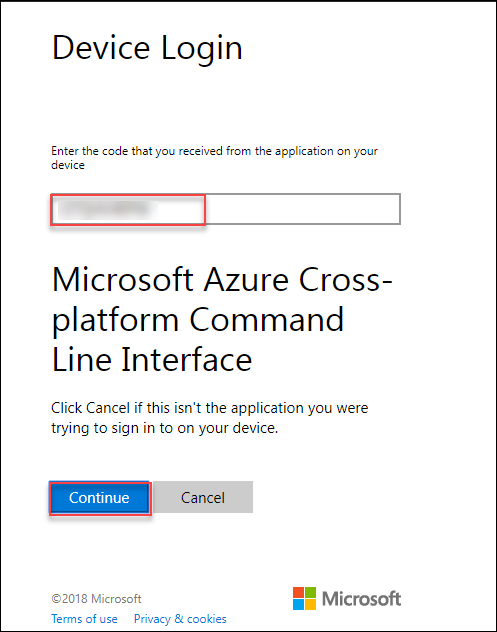 Device Login
Enter the code that you received from the application on your
device
Microsoft Azure Cross-
platform Command
Line Interface
Click Cancel if this isn't the application you were
trying to sign in to on your device.
Continue Cancel
©2018 Microsoft
Microsoft
Terms of use Privacy & cookies